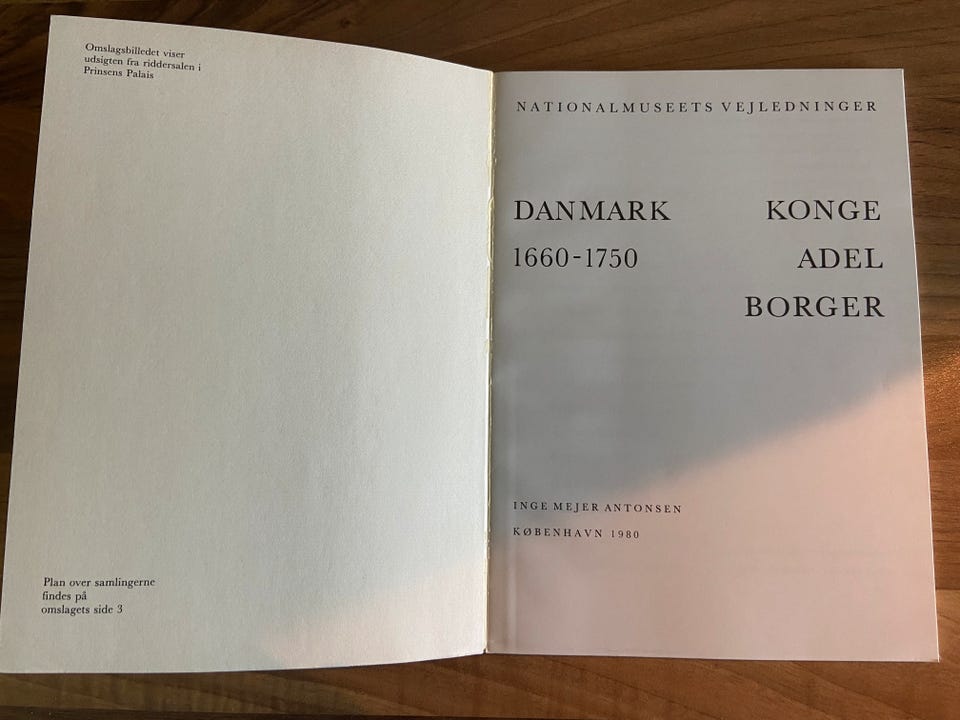 Omslagsbilledet viser
udsigten fra riddersalen i
Prinsens Palais
Plan over samlingerne
findes på
omslagets side 3
NATIONALMUSEETS VEJLEDNINGER
DANMARK KONGE
1660-1750 ADEL
BORGER
INGE MEJER ANTONSEN
KØBENHAVN 1980